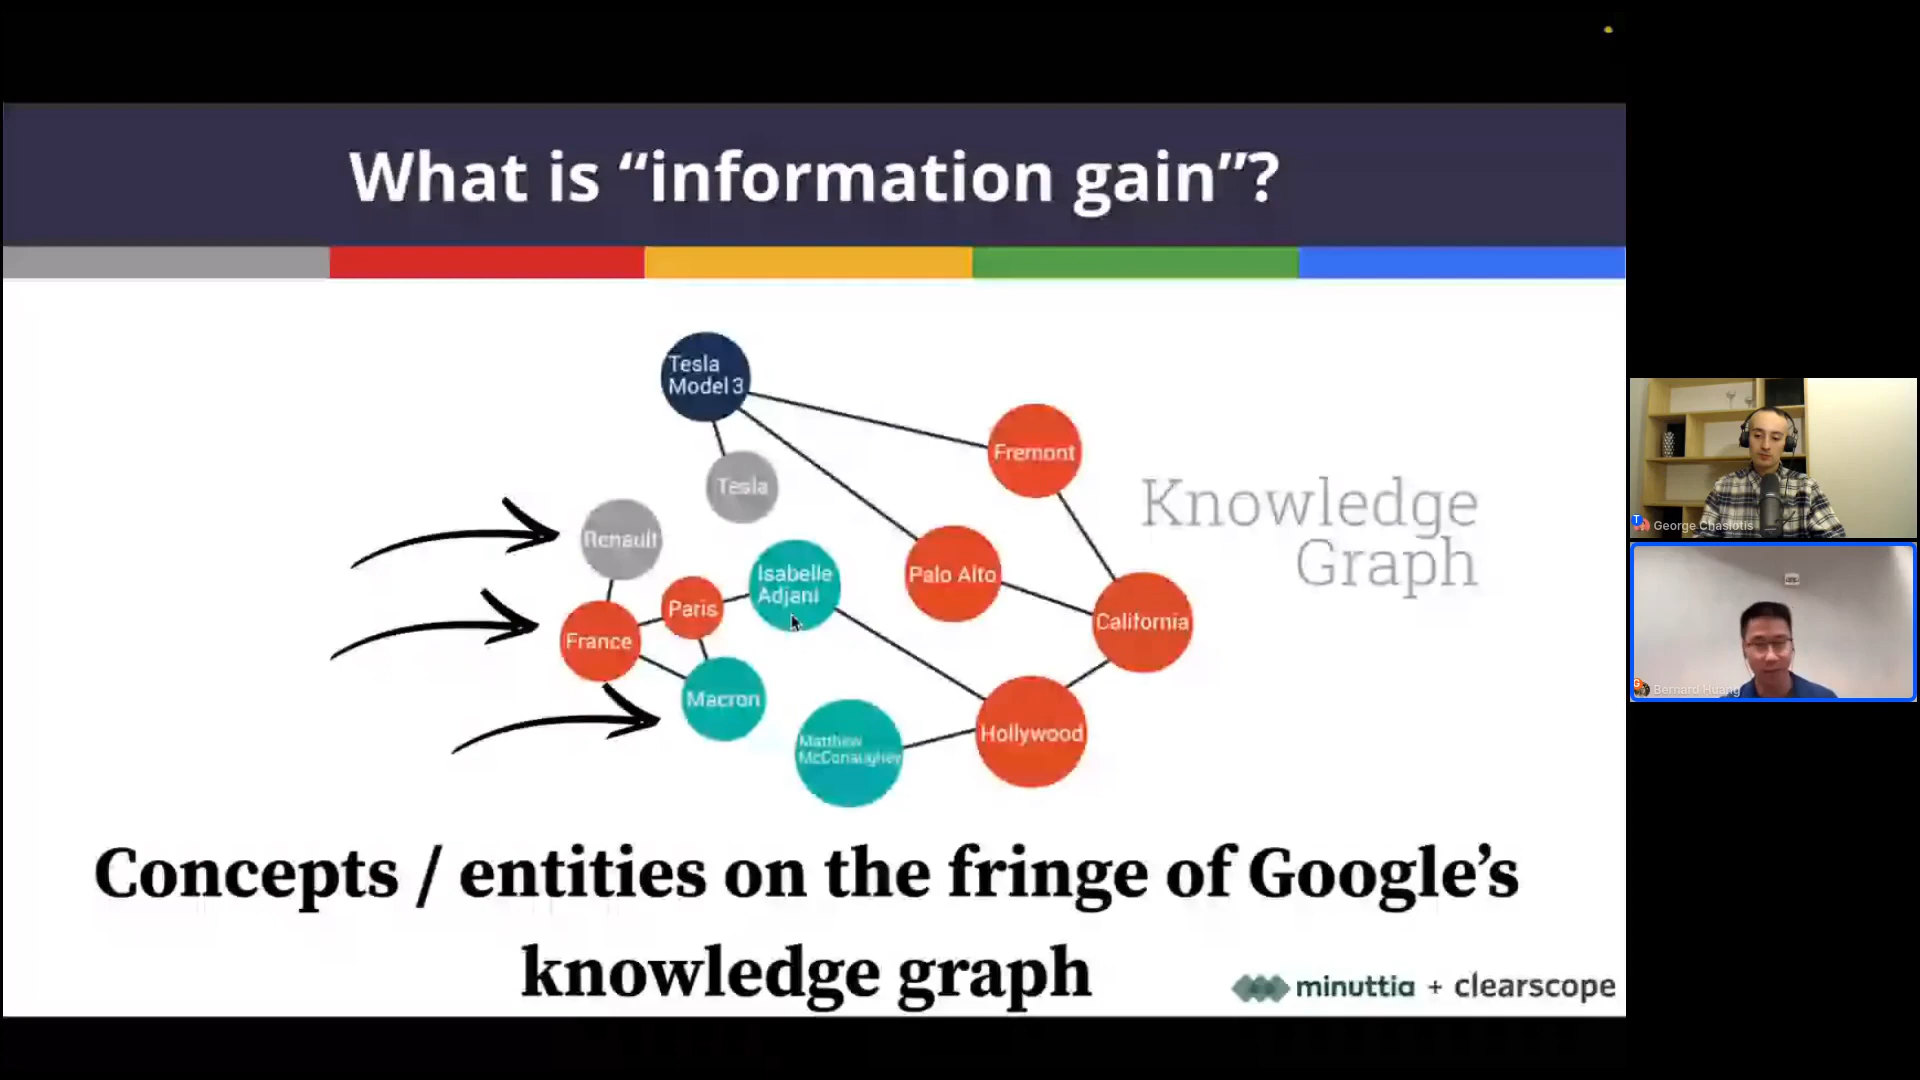 What is “information gain”?
Tesla
Model 3
Fremont
Tesla
Knowledge
Graph
Renault
Isabelle
Adjani
Palo Alto
Paris
California
France
Macron
Matthew
McConaughey
Hollywood
Concepts / entities on the fringe of Google’s
knowledge graph
minuttia + clearscope
T
George Chasiotis
Bernard Huang